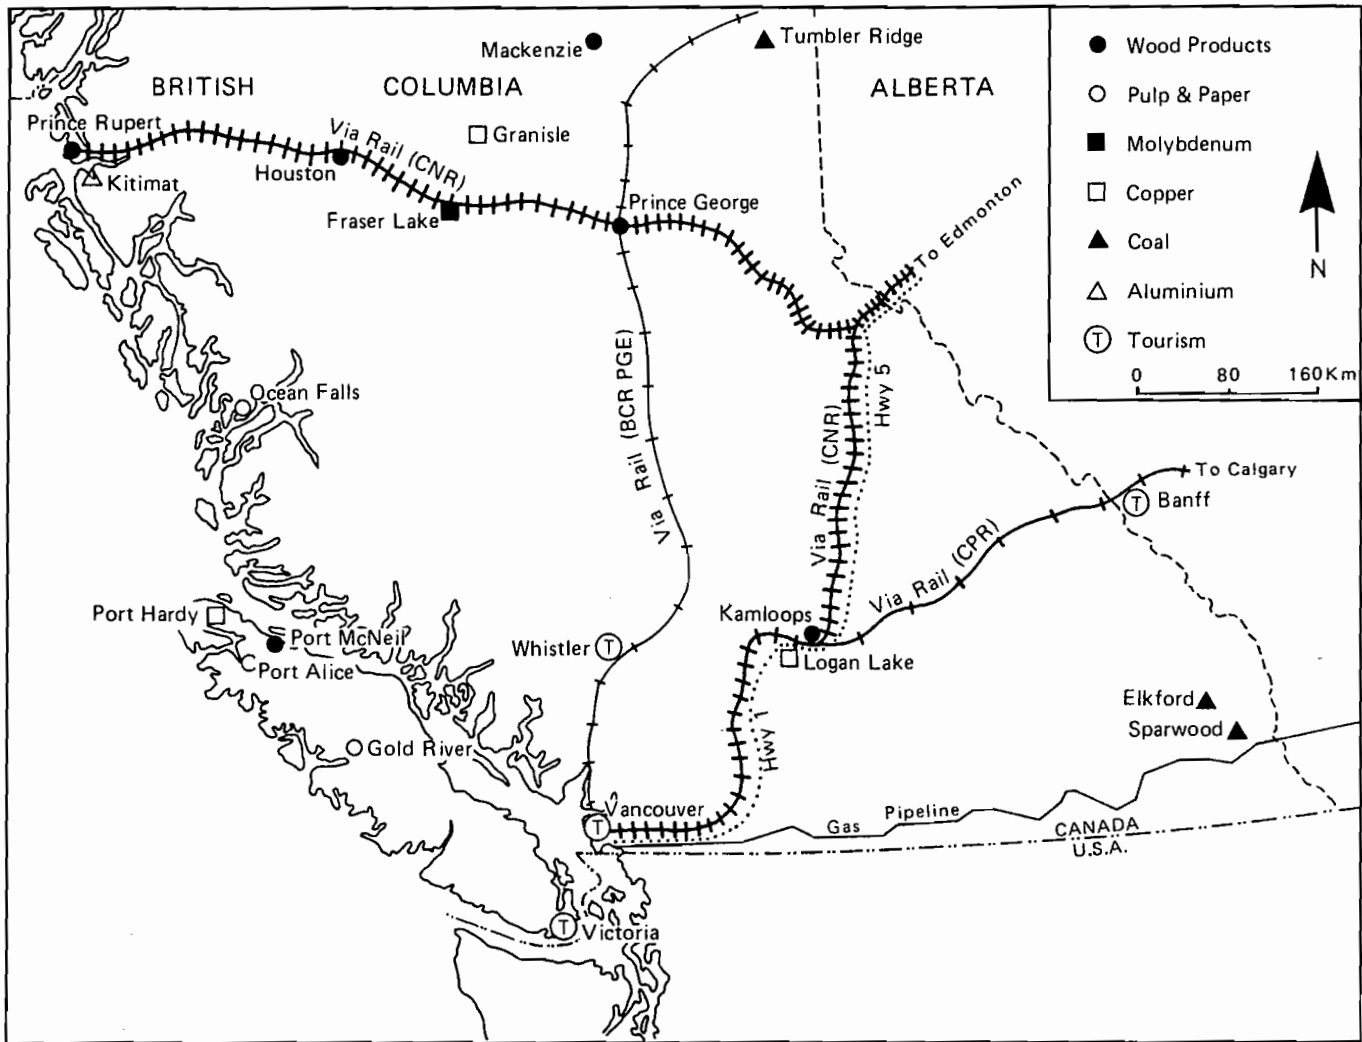 Mackenzie
Tumbler Ridge
BRITISH COLUMBIA
ALBERTA
Prince Rupert
Via Rail (CNR)
Granisle
Houston
Kitimat
Fraser Lake
Prince George
To Edmonton
Via Rail (BCR PGE)
Hwy 5
Via Rail (CNR)
Ocean Falls
To Calgary
Banff
Via Rail (CPR)
Port Hardy
Port McNeil
Port Alice
Whistler
Kamloops
Logan Lake
Elkford
Sparwood
Gold River
Hwy 1
Vancouver
Gas Pipeline
CANADA
U.S.A.
Victoria
Wood Products
Pulp & Paper
Molybdenum
Copper
Coal
Aluminium
T Tourism
0 80 160 Km
N
T
T
T
T